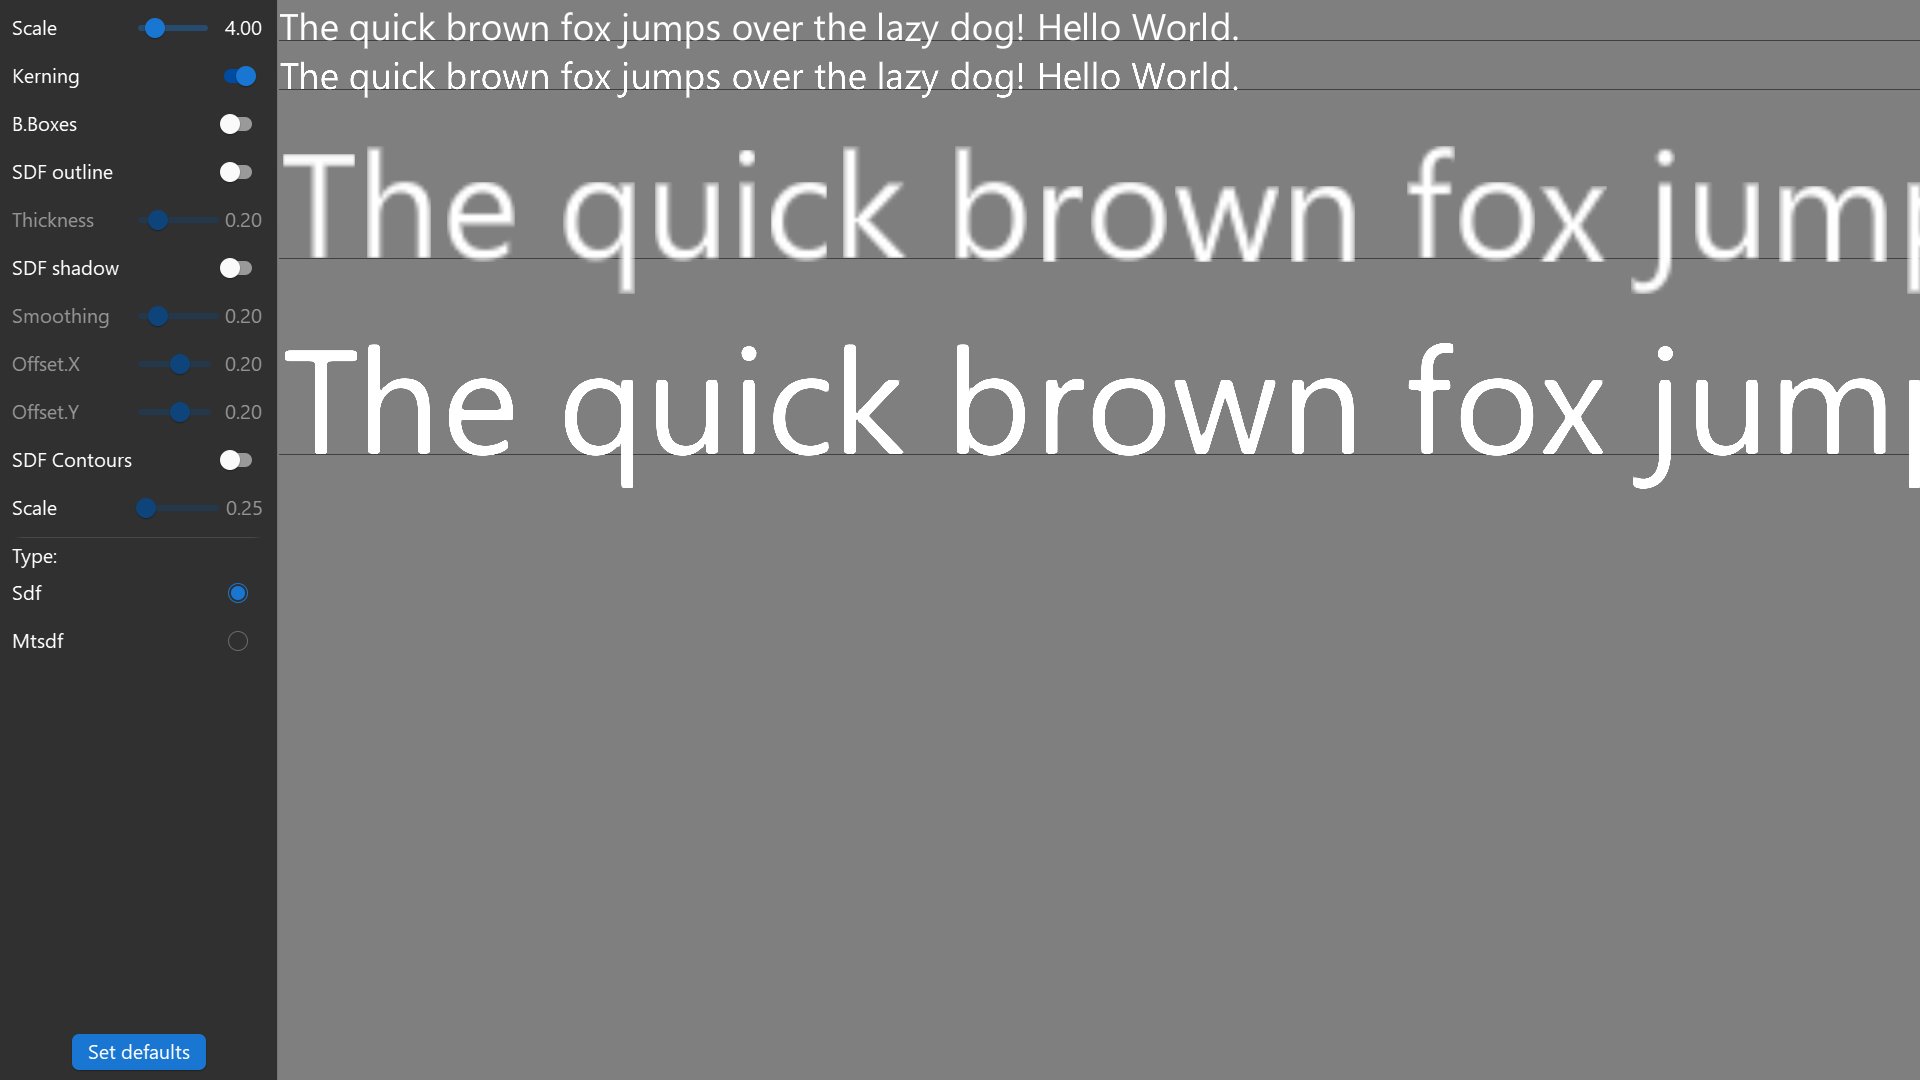 Scale 4.00
Kerning
B.Boxes
SDF outline
Thickness 0.20
SDF shadow
Smoothing 0.20
Offset.X 0.20
Offset.Y 0.20
SDF Contours
Scale 0.25
Type:
Sdf
Mtsdf
Set defaults
The quick brown fox jumps over the lazy dog! Hello World.
The quick brown fox jumps over the lazy dog! Hello World.
The quick brown fox jump
The quick brown fox jump